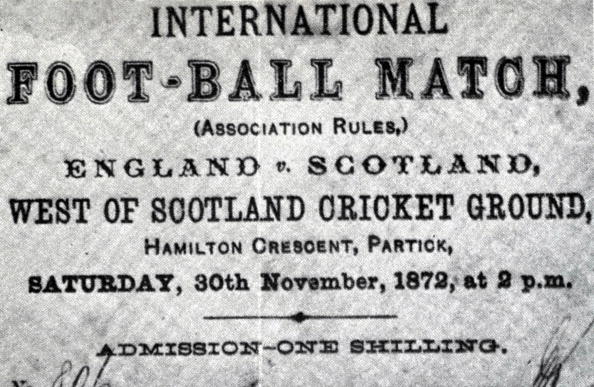 INTERNATIONAL
FOOT-BALL MATCH,
(ASSOCIATION RULES,)
ENGLAND v. SCOTLAND,
WEST OF SCOTLAND CRICKET GROUND,
HAMILTON CRESCENT, PARTICK,
SATURDAY, 30th November, 1872, at 2 p.m.
ADMISSION—ONE SHILLING.